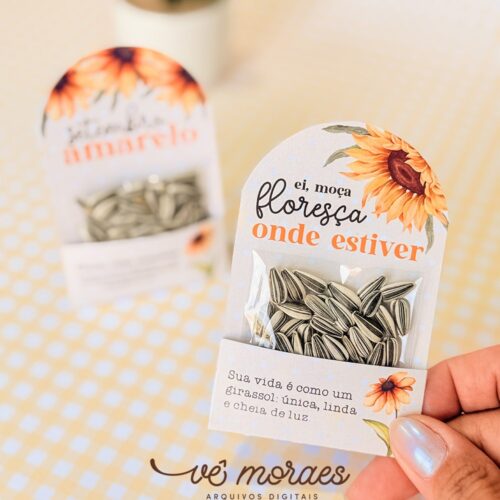 setembro
amarelo
ei, moça
floresça
onde estiver
Sua vida é como um
girassol: única, linda
e cheia de luz
vê moraes
ARQUIVOS DIGITAIS